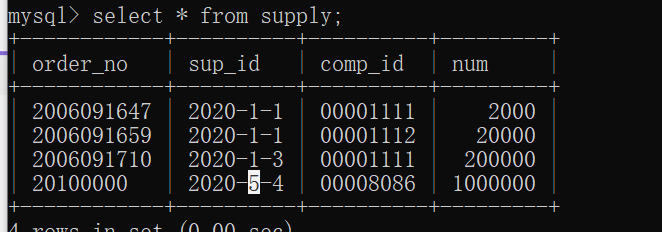 mysql> select * from supply;
order_no sup_id comp_id num
2006091647 2020-1-1 00001111 2000
2006091659 2020-1-1 00001112 20000
2006091710 2020-1-3 00001111 200000
20100000 2020-5-4 00008086 1000000
4 rows in set (0.00 sec)